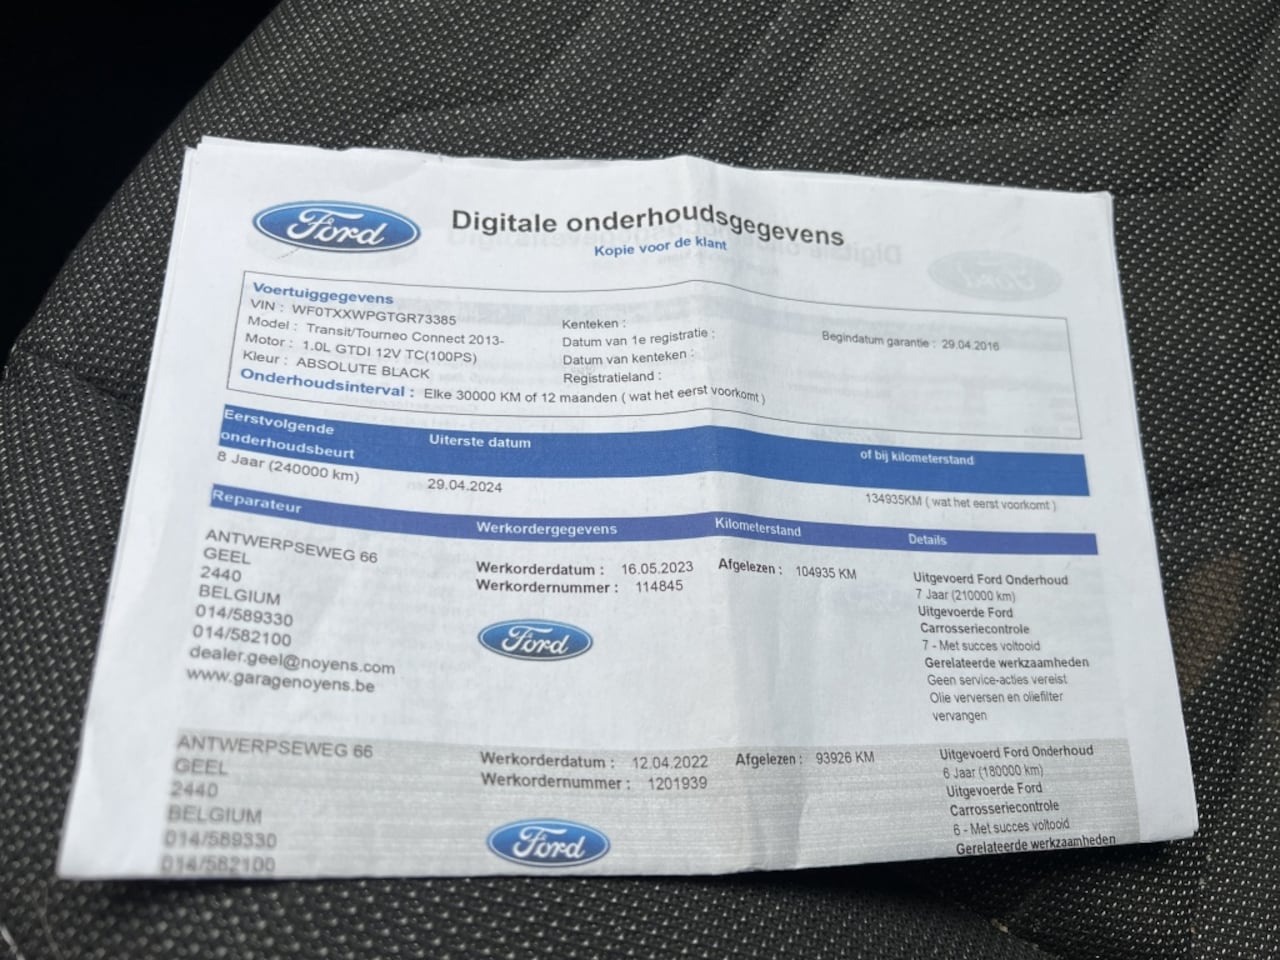 Ford
Digitale onderhoudsgegevens
Kopie voor de klant
Voertuiggegevens
VIN : WF0TXXWPGTGR73385
Model : Transit/Tourneo Connect 2013-
Motor : 1.0L GTDI 12V TC(100PS)
Kleur : ABSOLUTE BLACK
Kenteken :
Datum van 1e registratie :
Datum van kenteken :
Registratieland :
Begindatum garantie : 29.04.2016
Onderhoudsinterval : Elke 30000 KM of 12 maanden ( wat het eerst voorkomt )
Eerstvolgende onderhoudsbeurt
Uiterste datum
of bij kilometerstand
8 Jaar (240000 km)
29.04.2024
134935KM ( wat het eerst voorkomt )
Reparateur
Werkordergegevens
Kilometerstand
Details
ANTWERPSEWEG 66
GEEL
2440
BELGIUM
014/589330
014/582100
dealer.geel@noyens.com
www.garagenoyens.be
Werkorderdatum : 16.05.2023
Werkordernummer : 114845
Ford
Afgelezen : 104935 KM
Uitgevoerd Ford Onderhoud
7 Jaar (210000 km)
Uitgevoerde Ford
Carrosseriecontrole
7 - Met succes voltooid
Gerelateerde werkzaamheden
Geen service-acties vereist
Olie verversen en oliefilter
vervangen
ANTWERPSEWEG 66
GEEL
2440
BELGIUM
014/589330
014/582100
Werkorderdatum : 12.04.2022
Werkordernummer : 1201939
Ford
Afgelezen : 93926 KM
Uitgevoerd Ford Onderhoud
6 Jaar (180000 km)
Uitgevoerde Ford
Carrosseriecontrole
6 - Met succes voltooid
Gerelateerde werkzaamheden